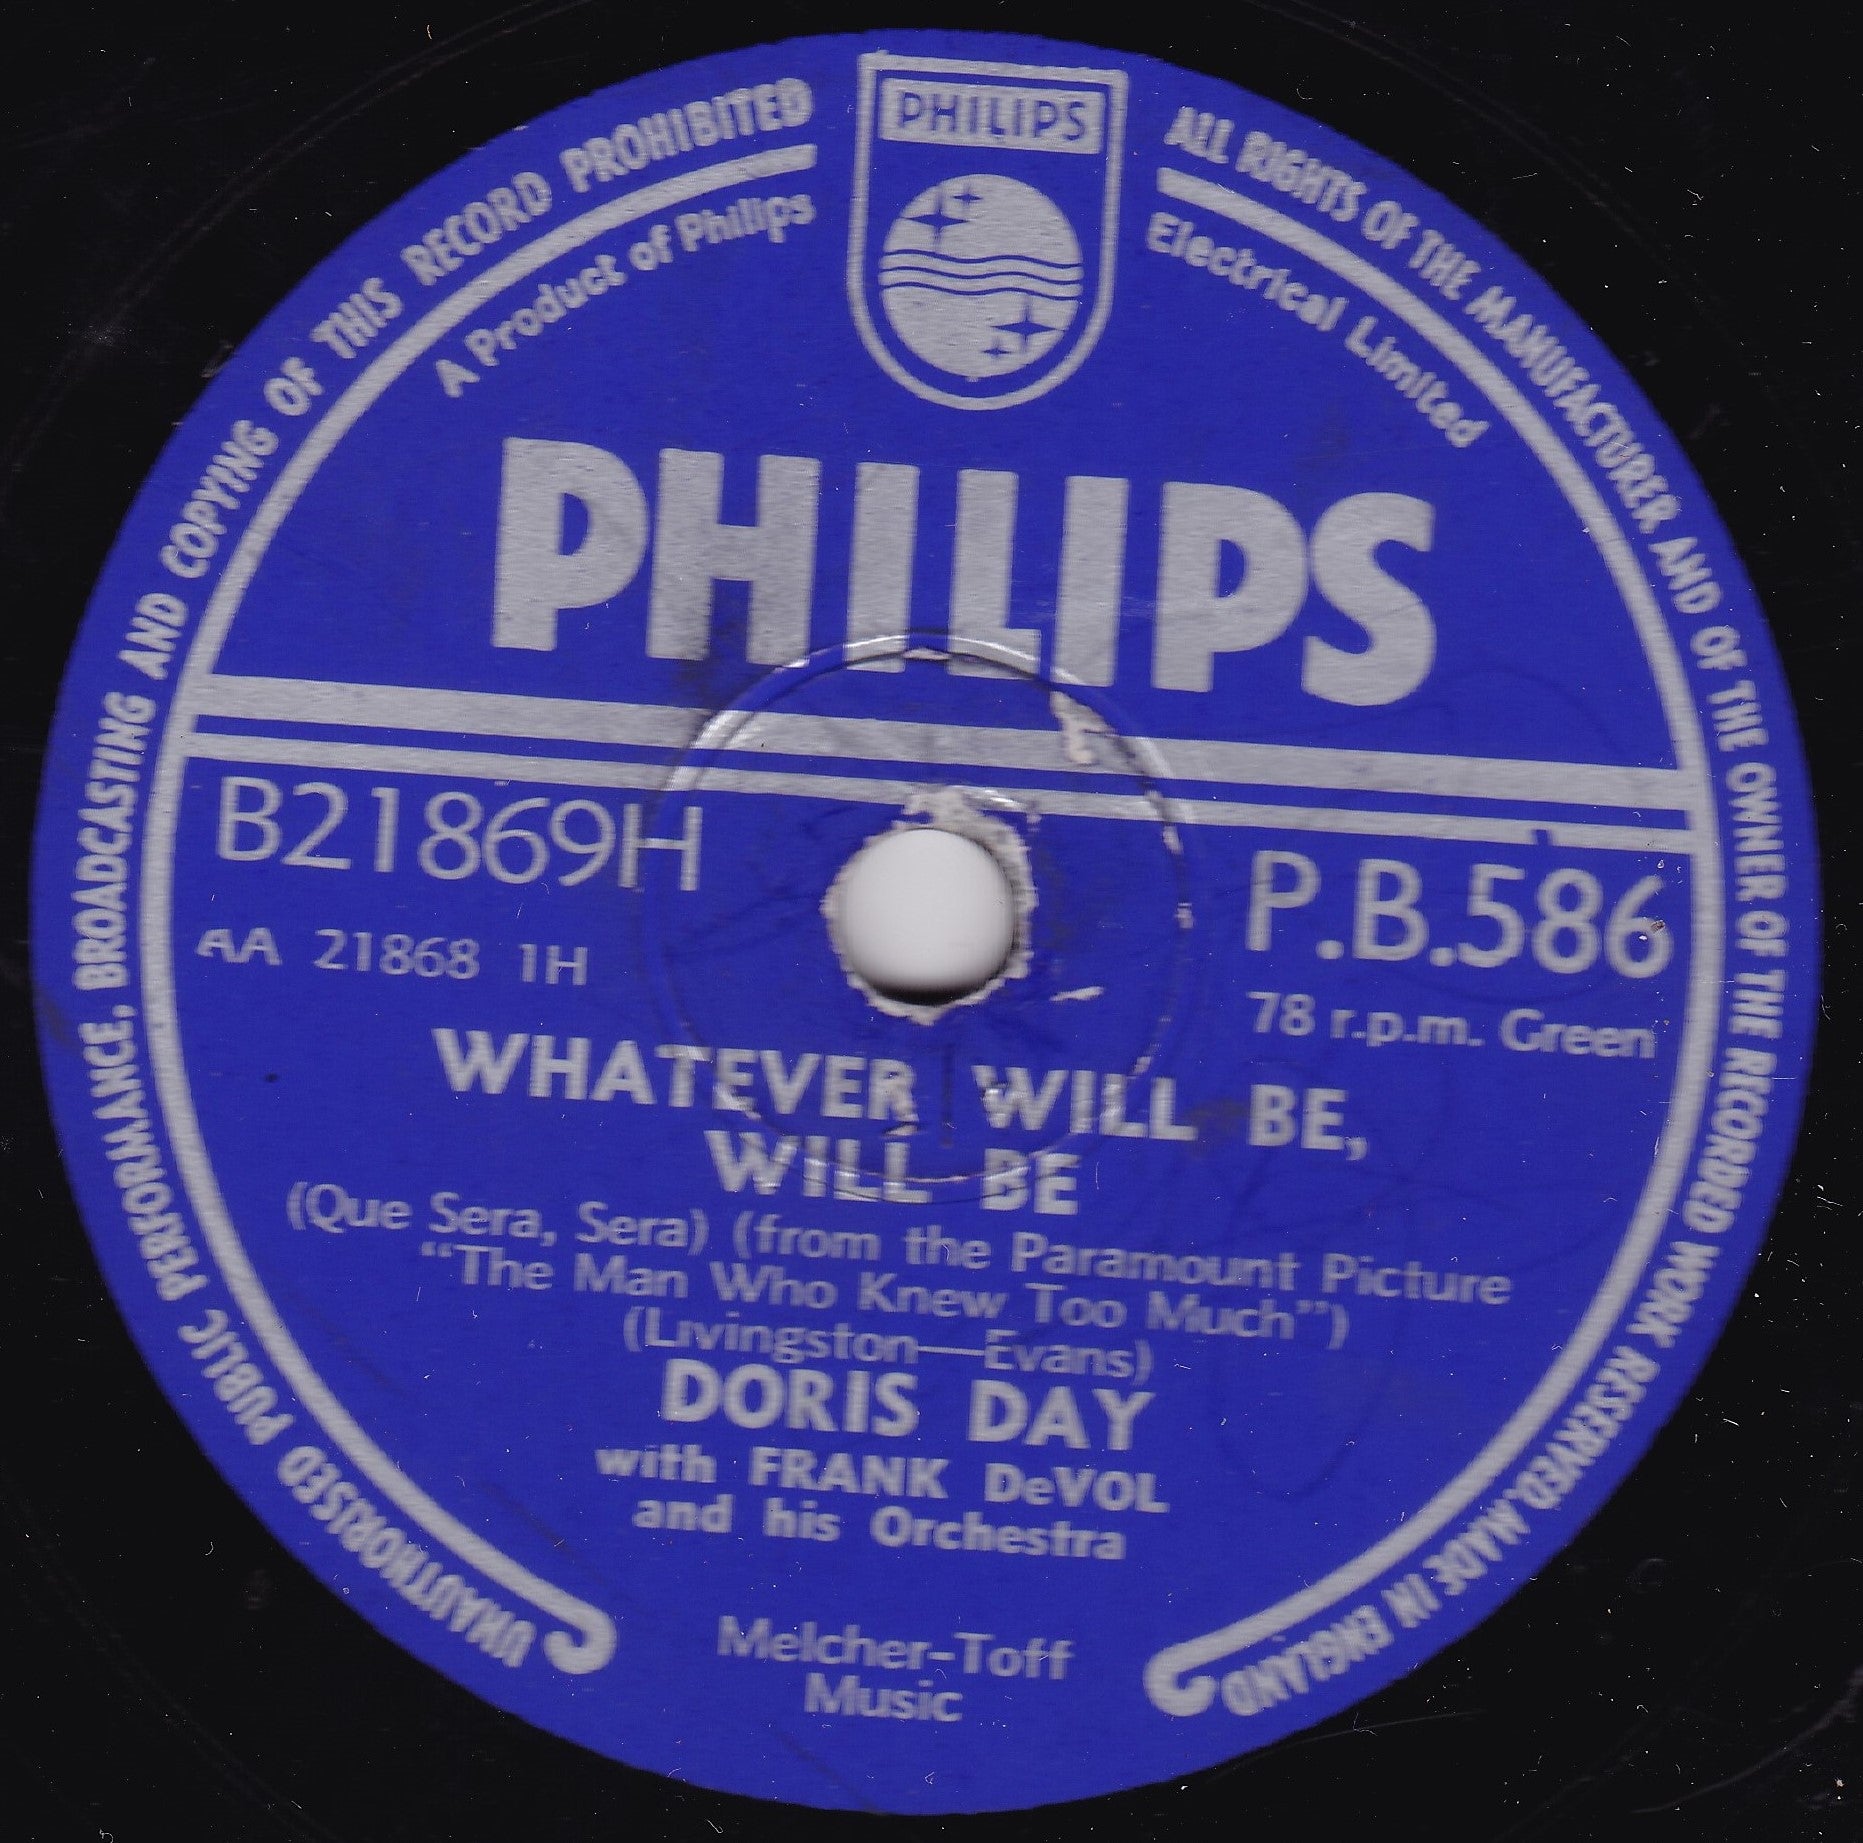 UNAUTHORISED PUBLIC PERFORMANCE, BROADCASTING AND COPYING OF THIS RECORD PROHIBITED
ALL RIGHTS OF THE MANUFACTURER AND OF THE OWNER OF THE RECORDED WORK RESERVED. MADE IN ENGLAND
PHILIPS
A Product of Philips
Electrical Limited
PHILIPS
B21869H
P.B.586
AA 21868 1H
78 r.p.m. Green
WHATEVER WILL BE,
WILL BE
(Que Sera, Sera) (from the Paramount Picture
"The Man Who Knew Too Much")
(Livingston—Evans)
DORIS DAY
with FRANK DeVOL
and his Orchestra
Melcher-Toff
Music